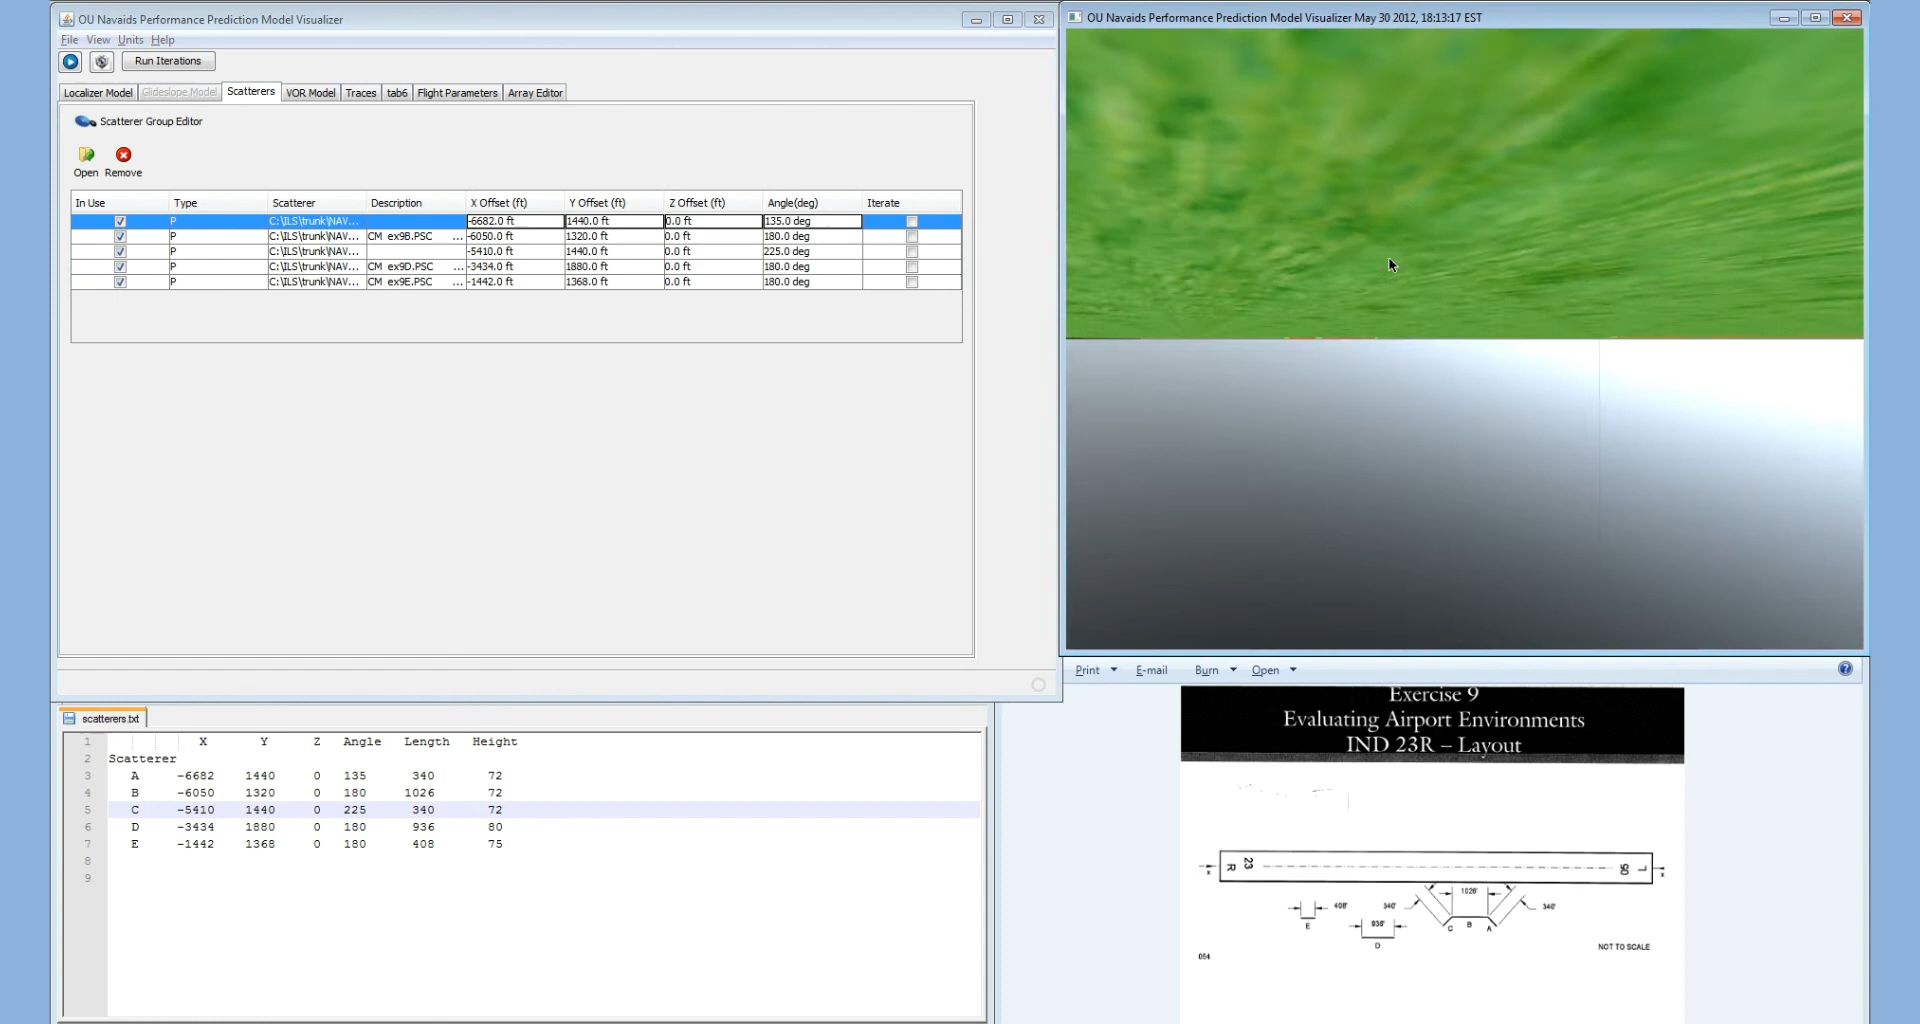 OU Navaids Performance Prediction Model Visualizer
File View Units Help
Run Iterations
Localizer Model Glideslope Model Scatterers VOR Model Traces tab6 Flight Parameters Array Editor
Scatterer Group Editor
Open Remove
In Use Type Scatterer Description X Offset (ft) Y Offset (ft) Z Offset (ft) Angle(deg) Iterate
P C:\ILS\trunk\NAV... -6682.0 ft 1440.0 ft 0.0 ft 135.0 deg
P C:\ILS\trunk\NAV... CM ex9B.PSC ... -6050.0 ft 1320.0 ft 0.0 ft 180.0 deg
P C:\ILS\trunk\NAV... -5410.0 ft 1440.0 ft 0.0 ft 225.0 deg
P C:\ILS\trunk\NAV... CM ex9D.PSC ... -3434.0 ft 1880.0 ft 0.0 ft 180.0 deg
P C:\ILS\trunk\NAV... CM ex9E.PSC ... -1442.0 ft 1368.0 ft 0.0 ft 180.0 deg
OU Navaids Performance Prediction Model Visualizer May 30 2012, 18:13:17 EST
scatterers.txt
1 X Y Z Angle Length Height
2 Scatterer
3 A -6682 1440 0 135 340 72
4 B -6050 1320 0 180 1026 72
5 C -5410 1440 0 225 340 72
6 D -3434 1880 0 180 936 80
7 E -1442 1368 0 180 408 75
8
9
Print E-mail Burn Open
Exercise 9
Evaluating Airport Environments
IND 23R – Layout
x R 23 05 L x
1026'
408' 340' 340'
E 936' C B A
D
NOT TO SCALE
054